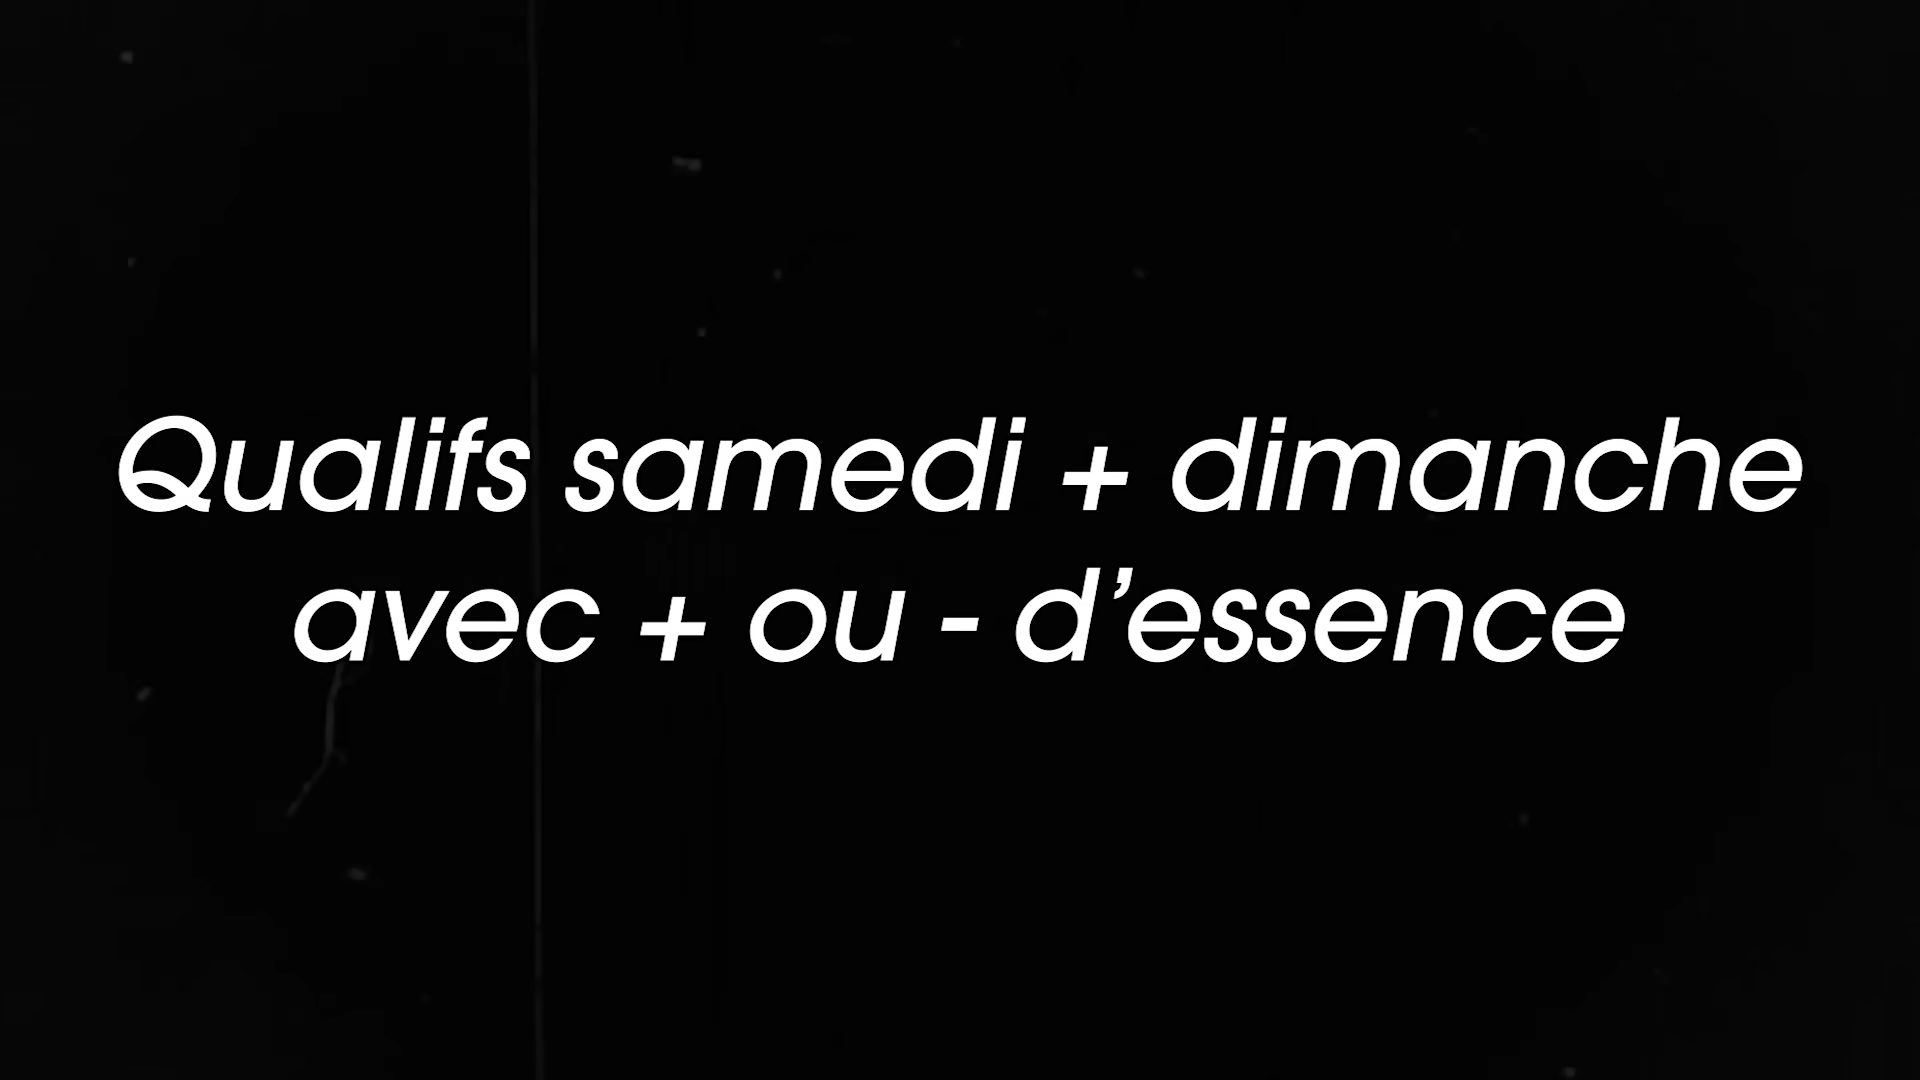 Qualifs samedi + dimanche
avec + ou - d’essence